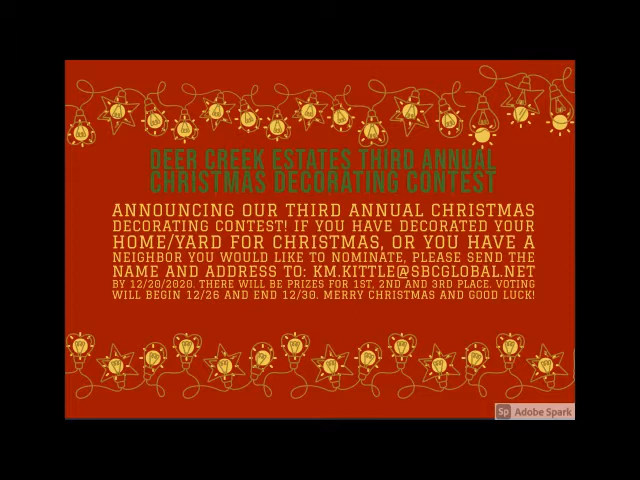 DEER CREEK ESTATES THIRD ANNUAL
CHRISTMAS DECORATING CONTEST
ANNOUNCING OUR THIRD ANNUAL CHRISTMAS
DECORATING CONTEST! IF YOU HAVE DECORATED YOUR
HOME/YARD FOR CHRISTMAS, OR YOU HAVE A
NEIGHBOR YOU WOULD LIKE TO NOMINATE, PLEASE SEND THE
NAME AND ADDRESS TO: KM.KITTLE@SBCGLOBAL.NET
BY 12/20/2020. THERE WILL BE PRIZES FOR 1ST, 2ND AND 3RD PLACE. VOTING
WILL BEGIN 12/26 AND END 12/30. MERRY CHRISTMAS AND GOOD LUCK!
Sp Adobe Spark